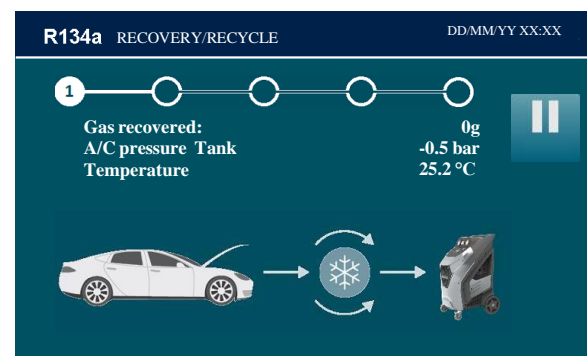 R134a RECOVERY/RECYCLE DD/MM/YY XX:XX
1
Gas recovered: 0g
A/C pressure Tank -0.5 bar
Temperature 25.2 °C